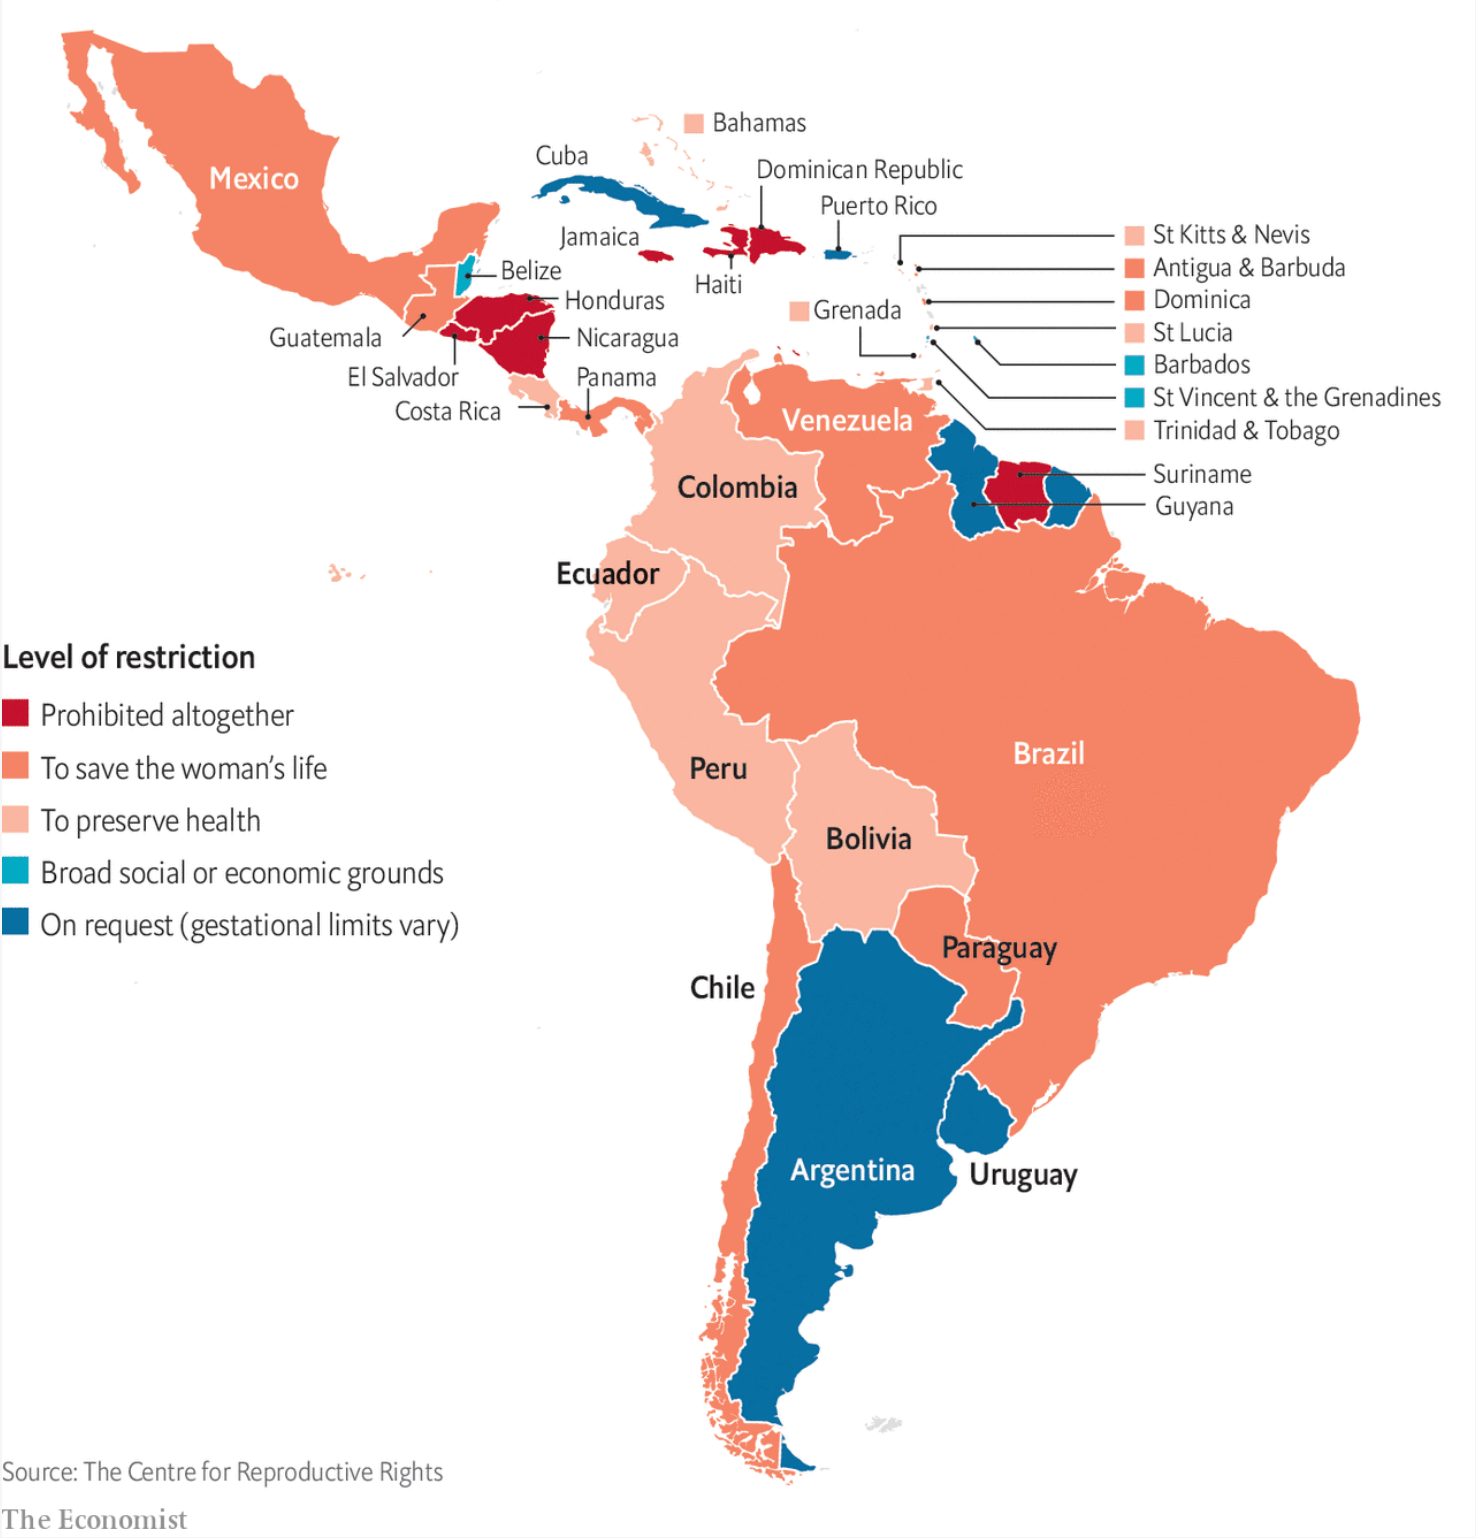 Bahamas
Cuba
Dominican Republic
Mexico
Puerto Rico
Jamaica
St Kitts & Nevis
Antigua & Barbuda
Belize
Haiti
Honduras
Dominica
Grenada
St Lucia
Guatemala
Nicaragua
Barbados
El Salvador
Panama
St Vincent & the Grenadines
Costa Rica
Venezuela
Trinidad & Tobago
Colombia
Suriname
Guyana
Ecuador
Level of restriction
Prohibited altogether
To save the woman's life
To preserve health
Broad social or economic grounds
On request (gestational limits vary)
Brazil
Peru
Bolivia
Paraguay
Chile
Argentina
Uruguay
Source: The Centre for Reproductive Rights
The Economist